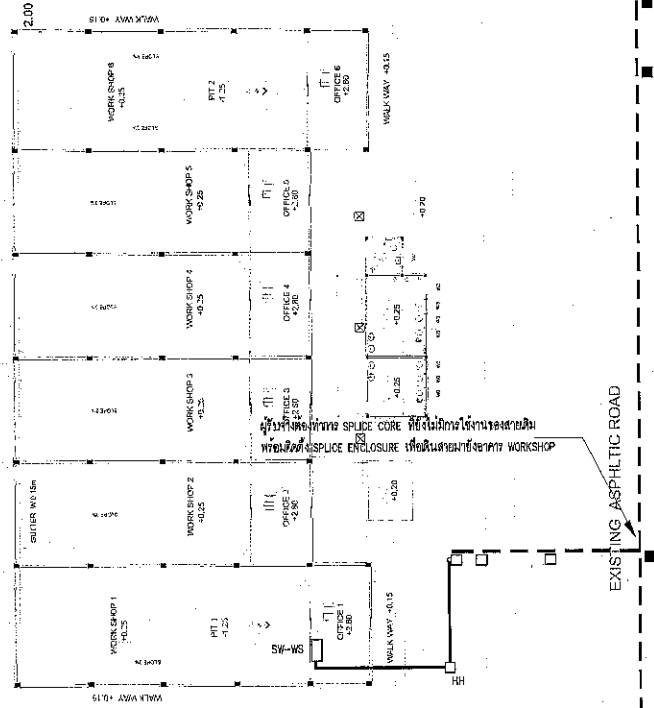 2.00
WALK WAY +0.15
WORK SHOP 6
+0.25
SLOPE 2%
SLOPE 2%
PIT 2
-1.25
OFFICE 6
+2.80
WALK WAY +0.15
WORK SHOP 5
+0.25
OFFICE 5
+2.80
+0.20
WORK SHOP 4
+0.25
OFFICE 4
+2.80
+0.25
WORK SHOP 3
+0.25
OFFICE 3
+2.80
+0.25
ผู้รับจ้างต้องทำการ SPLICE CORE ที่ยังไม่มีการใช้งานของสายเดิม
พร้อมติดตั้ง SPLICE ENCLOSURE เพื่อเดินสายมายังอาคาร WORKSHOP
WORK SHOP 2
+0.25
OFFICE 2
+2.80
+0.20
EXISTING ASPHLTIC ROAD
WORK SHOP 1
+0.25
SLOPE 2%
PIT 1
-1.25
OFFICE 1
+2.80
WALK WAY +0.15
SW-WS
HH
WALK WAY +0.15